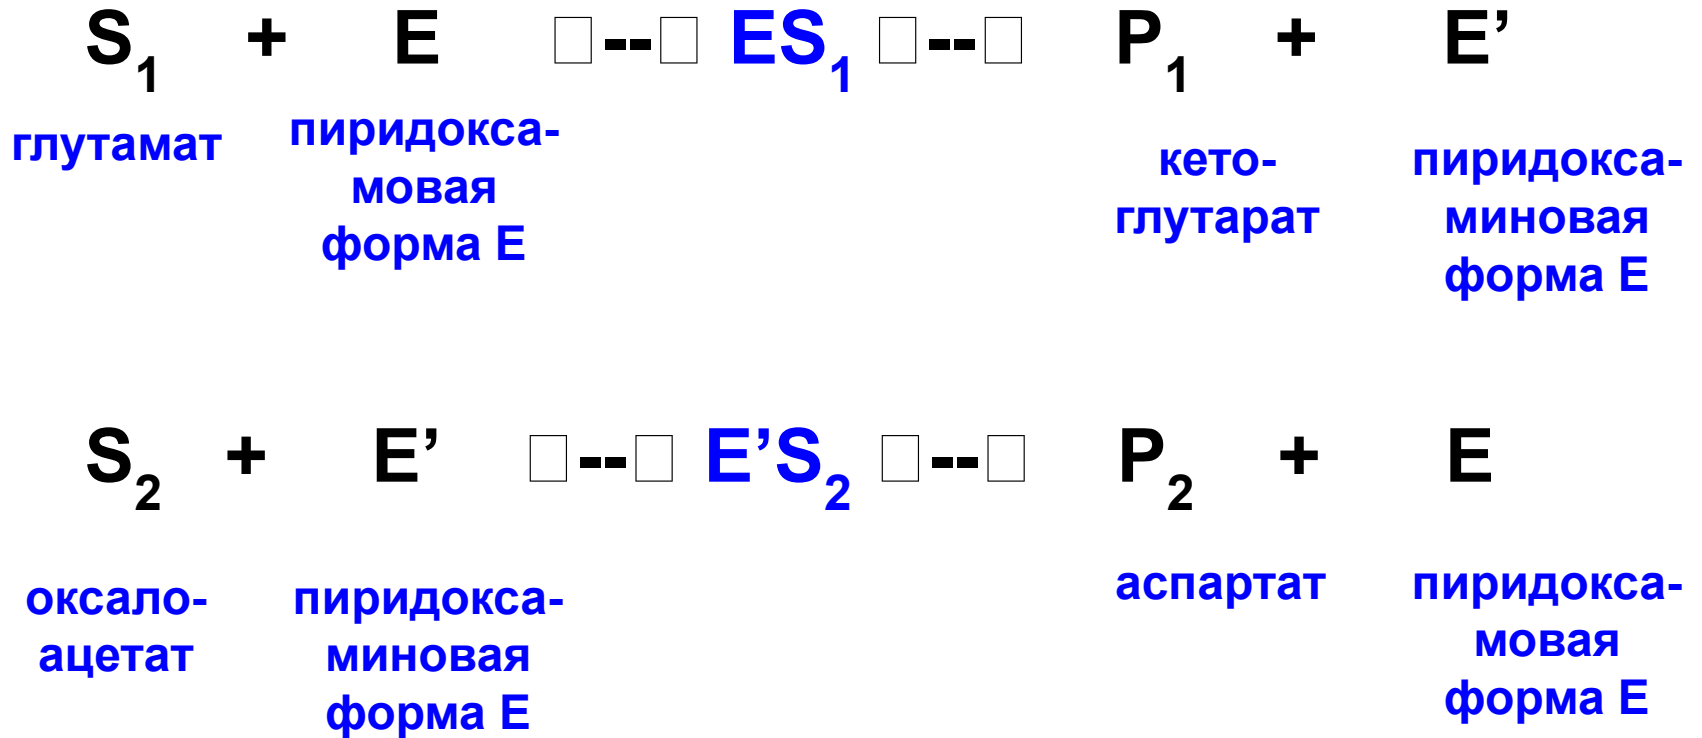 S₁ + E □--□ ES₁ □--□ P₁ + E’
глутамат пиридокса- кето- пиридокса-
мовая глутарат миновая
форма Е форма Е
S₂ + E’ □--□ E’S₂ □--□ P₂ + E
оксало- пиридокса- аспартат пиридокса-
ацетат миновая мовая
форма Е форма Е